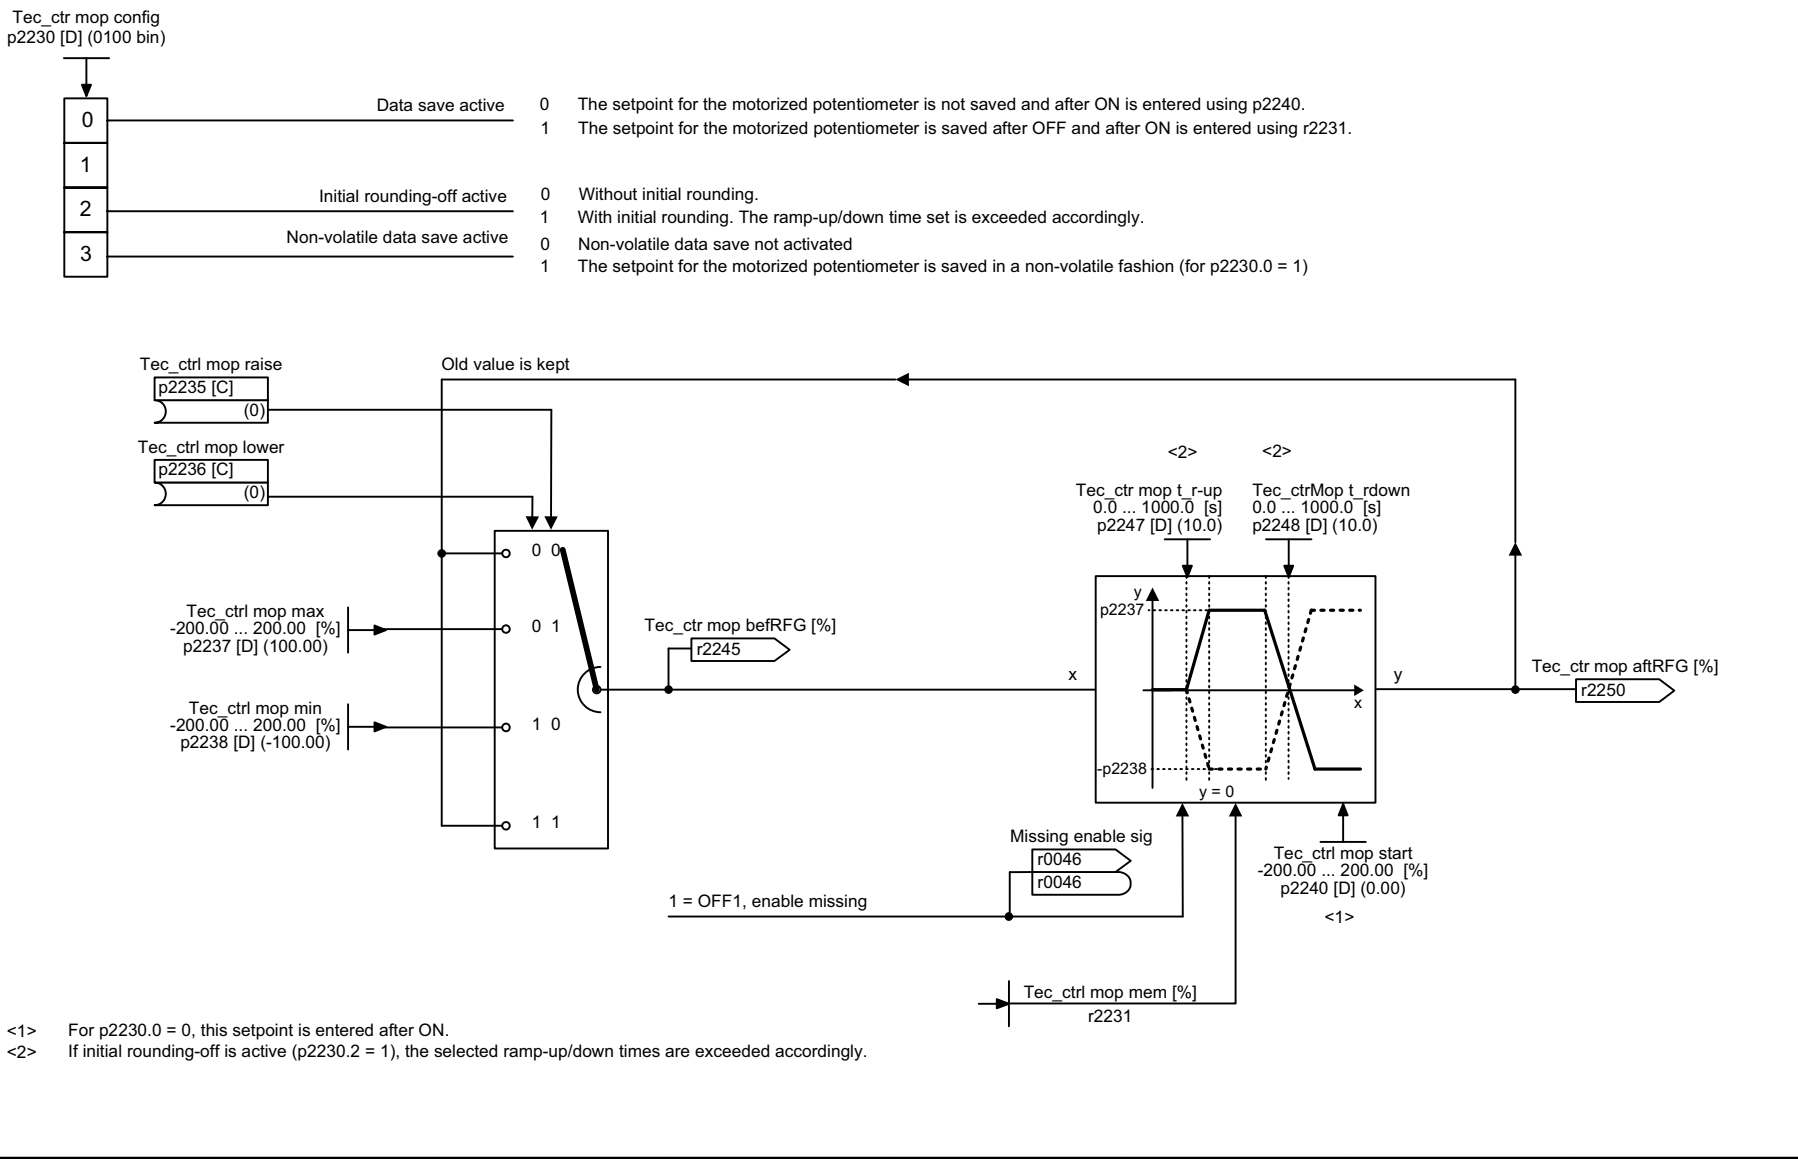 Tec_ctr mop config
p2230 [D] (0100 bin)
0
Data save active
0 The setpoint for the motorized potentiometer is not saved and after ON is entered using p2240.
1 The setpoint for the motorized potentiometer is saved after OFF and after ON is entered using r2231.
1
2
Initial rounding-off active
0 Without initial rounding.
1 With initial rounding. The ramp-up/down time set is exceeded accordingly.
3
Non-volatile data save active
0 Non-volatile data save not activated
1 The setpoint for the motorized potentiometer is saved in a non-volatile fashion (for p2230.0 = 1)
Tec_ctrl mop raise
p2235 [C]
(0)
Old value is kept
Tec_ctrl mop lower
p2236 [C]
(0)
0 0
Tec_ctrl mop max
-200.00 ... 200.00 [%]
p2237 [D] (100.00)
0 1
Tec_ctrl mop min
-200.00 ... 200.00 [%]
p2238 [D] (-100.00)
1 0
1 1
Tec_ctr mop befRFG [%]
r2245
x
<2>
<2>
Tec_ctr mop t_r-up
0.0 ... 1000.0 [s]
p2247 [D] (10.0)
Tec_ctrMop t_rdown
0.0 ... 1000.0 [s]
p2248 [D] (10.0)
y
p2237
x
-p2238
y = 0
y
Tec_ctr mop aftRFG [%]
r2250
Missing enable sig
r0046
r0046
1 = OFF1, enable missing
Tec_ctrl mop start
-200.00 ... 200.00 [%]
p2240 [D] (0.00)
<1>
Tec_ctrl mop mem [%]
r2231
<1> For p2230.0 = 0, this setpoint is entered after ON.
<2> If initial rounding-off is active (p2230.2 = 1), the selected ramp-up/down times are exceeded accordingly.